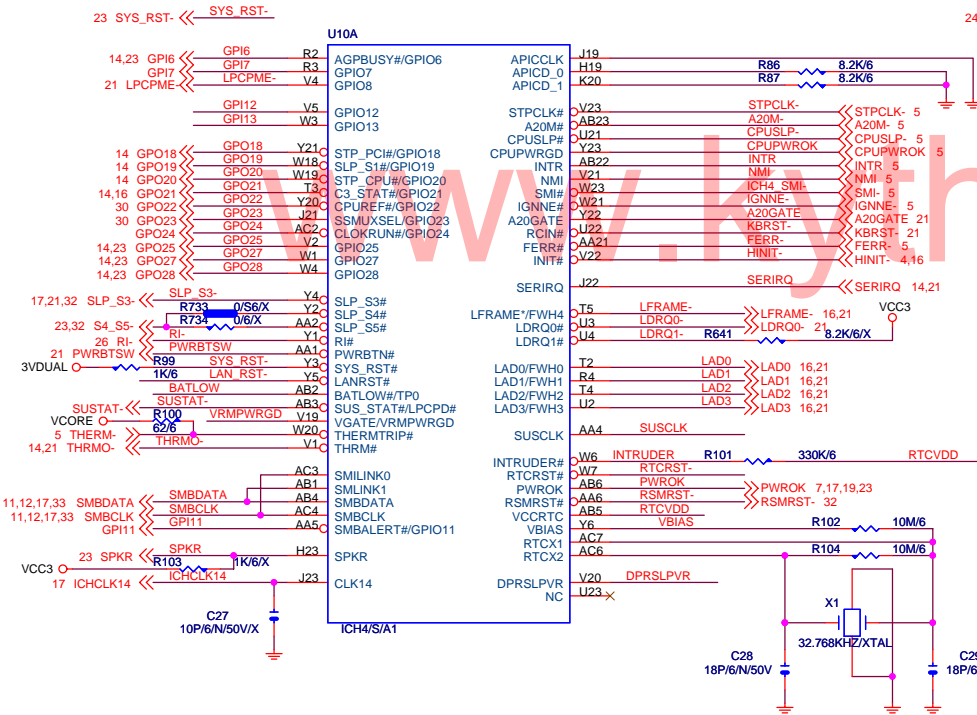 23 SYS_RST- SYS_RST- 24
U10A
14,23 GPI6 GPI6 R2 AGPBUSY#/GPIO6 APICCLK J19
GPI7 GPI7 R3 GPIO7 APICD_0 H19 R86 8.2K/6
21 LPCPME- LPCPME- V4 GPIO8 APICD_1 K20 R87 8.2K/6
GPI12 V5 GPIO12 STPCLK# V23 STPCLK- STPCLK- 5
GPI13 W3 GPIO13 A20M# AB23 A20M- A20M- 5
CPUSLP# U21 CPUSLP- CPUSLP- 5
14 GPO18 GPO18 Y21 STP_PCI#/GPIO18 CPUPWRGD Y23 CPUPWROK CPUPWROK 5
14 GPO19 GPO19 W18 SLP_S1#/GPIO19 INTR AB22 INTR INTR 5
14 GPO20 GPO20 W19 STP_CPU#/GPIO20 NMI V21 NMI NMI 5
14,16 GPO21 GPO21 T3 C3_STAT#/GPIO21 SMI# W23 ICH4_SMI- SMI- 5
30 GPO22 GPO22 Y20 CPUREF#/GPIO22 IGNNE# W21 IGNNE- IGNNE- 5
30 GPO23 GPO23 J21 SSMUXSEL/GPIO23 A20GATE Y22 A20GATE A20GATE 21
GPO24 GPO24 AC2 CLOKRUN#/GPIO24 RCIN# U22 KBRST- KBRST- 21
14,23 GPO25 GPO25 V2 GPIO25 FERR# AA21 FERR- FERR- 5
14,23 GPO27 GPO27 W1 GPIO27 INIT# V22 HINIT- HINIT- 4,16
14,23 GPO28 GPO28 W4 GPIO28
www.kyth
SERIRQ J22 SERIRQ SERIRQ 14,21
17,21,32 SLP_S3- SLP_S3- Y4 SLP_S3#
R733 0/S6/X Y2 SLP_S4# LFRAME*/FWH4 T5 LFRAME- LFRAME- 16,21 VCC3
23,32 S4_S5- R734 0/6/X AA2 SLP_S5# LDRQ0# U3 LDRQ0- LDRQ0- 21
26 RI- RI- Y1 RI# LDRQ1# U4 LDRQ1- R641 8.2K/6/X
21 PWRBTSW PWRBTSW AA1 PWRBTN#
3VDUAL R99 1K/6 SYS_RST- Y3 SYS_RST# LAD0/FWH0 T2 LAD0 LAD0 16,21
LAN_RST- Y5 LANRST# LAD1/FWH1 R4 LAD1 LAD1 16,21
BATLOW AB2 BATLOW#/TP0 LAD2/FWH2 T4 LAD2 LAD2 16,21
SUSTAT- SUSTAT- AB3 SUS_STAT#/LPCPD# LAD3/FWH3 U2 LAD3 LAD3 16,21
VCORE R100 62/6 VRMPWRGD V19 VGATE/VRMPWRGD
5 THERM- W20 THERMTRIP# SUSCLK AA4 SUSCLK
14,21 THRMO- THRMO- V1 THRM#
INTRUDER# W6 INTRUDER R101 330K/6 RTCVDD
AC3 SMILINK0 RTCRST# W7 RTCRST-
AB1 SMLINK1 PWROK AB6 PWROK PWROK 7,17,19,23
11,12,17,33 SMBDATA SMBDATA AB4 SMBDATA RSMRST# AA6 RSMRST- RSMRST- 32
11,12,17,33 SMBCLK SMBCLK AC4 SMBCLK VCCRTC AB5 RTCVDD
GPI11 GPI11 AA5 SMBALERT#/GPIO11 VBIAS Y6 VBIAS R102 10M/6
RTCX1 AC7
23 SPKR SPKR H23 SPKR RTCX2 AC6 R104 10M/6
VCC3 R103 1K/6/X
17 ICHCLK14 ICHCLK14 J23 CLK14 DPRSLPVR V20 DPRSLPVR
NC U23
C27
10P/6/N/50V/X
ICH4/S/A1
X1
32.768KHZ/XTAL
C28
18P/6/N/50V
C29
18P/6